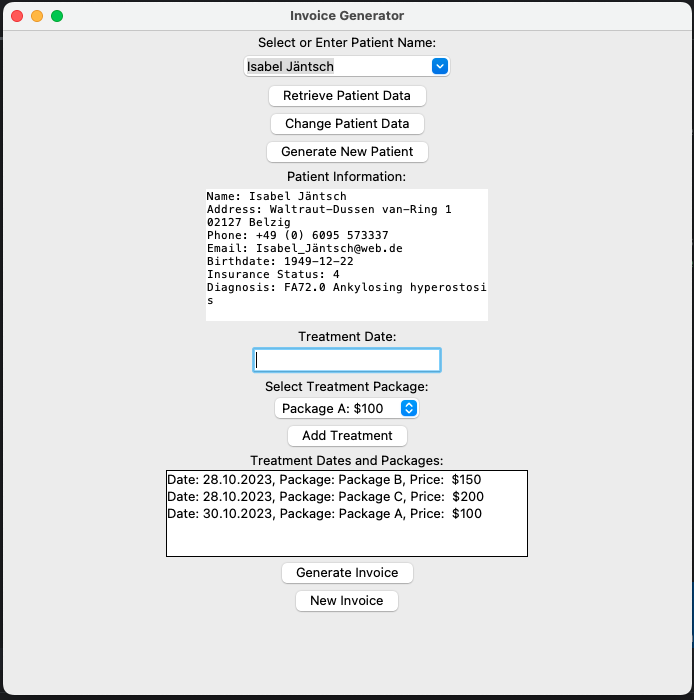 Invoice Generator
Select or Enter Patient Name:
Isabel Jäntsch
Retrieve Patient Data
Change Patient Data
Generate New Patient
Patient Information:
Name: Isabel Jäntsch
Address: Waltraut-Dussen van-Ring 1
02127 Belzig
Phone: +49 (0) 6095 573337
Email: Isabel_Jäntsch@web.de
Birthdate: 1949-12-22
Insurance Status: 4
Diagnosis: FA72.0 Ankylosing hyperostosi
s
Treatment Date:
Select Treatment Package:
Package A: $100
Add Treatment
Treatment Dates and Packages:
Date: 28.10.2023, Package: Package B, Price:  $150
Date: 28.10.2023, Package: Package C, Price:  $200
Date: 30.10.2023, Package: Package A, Price:  $100
Generate Invoice
New Invoice